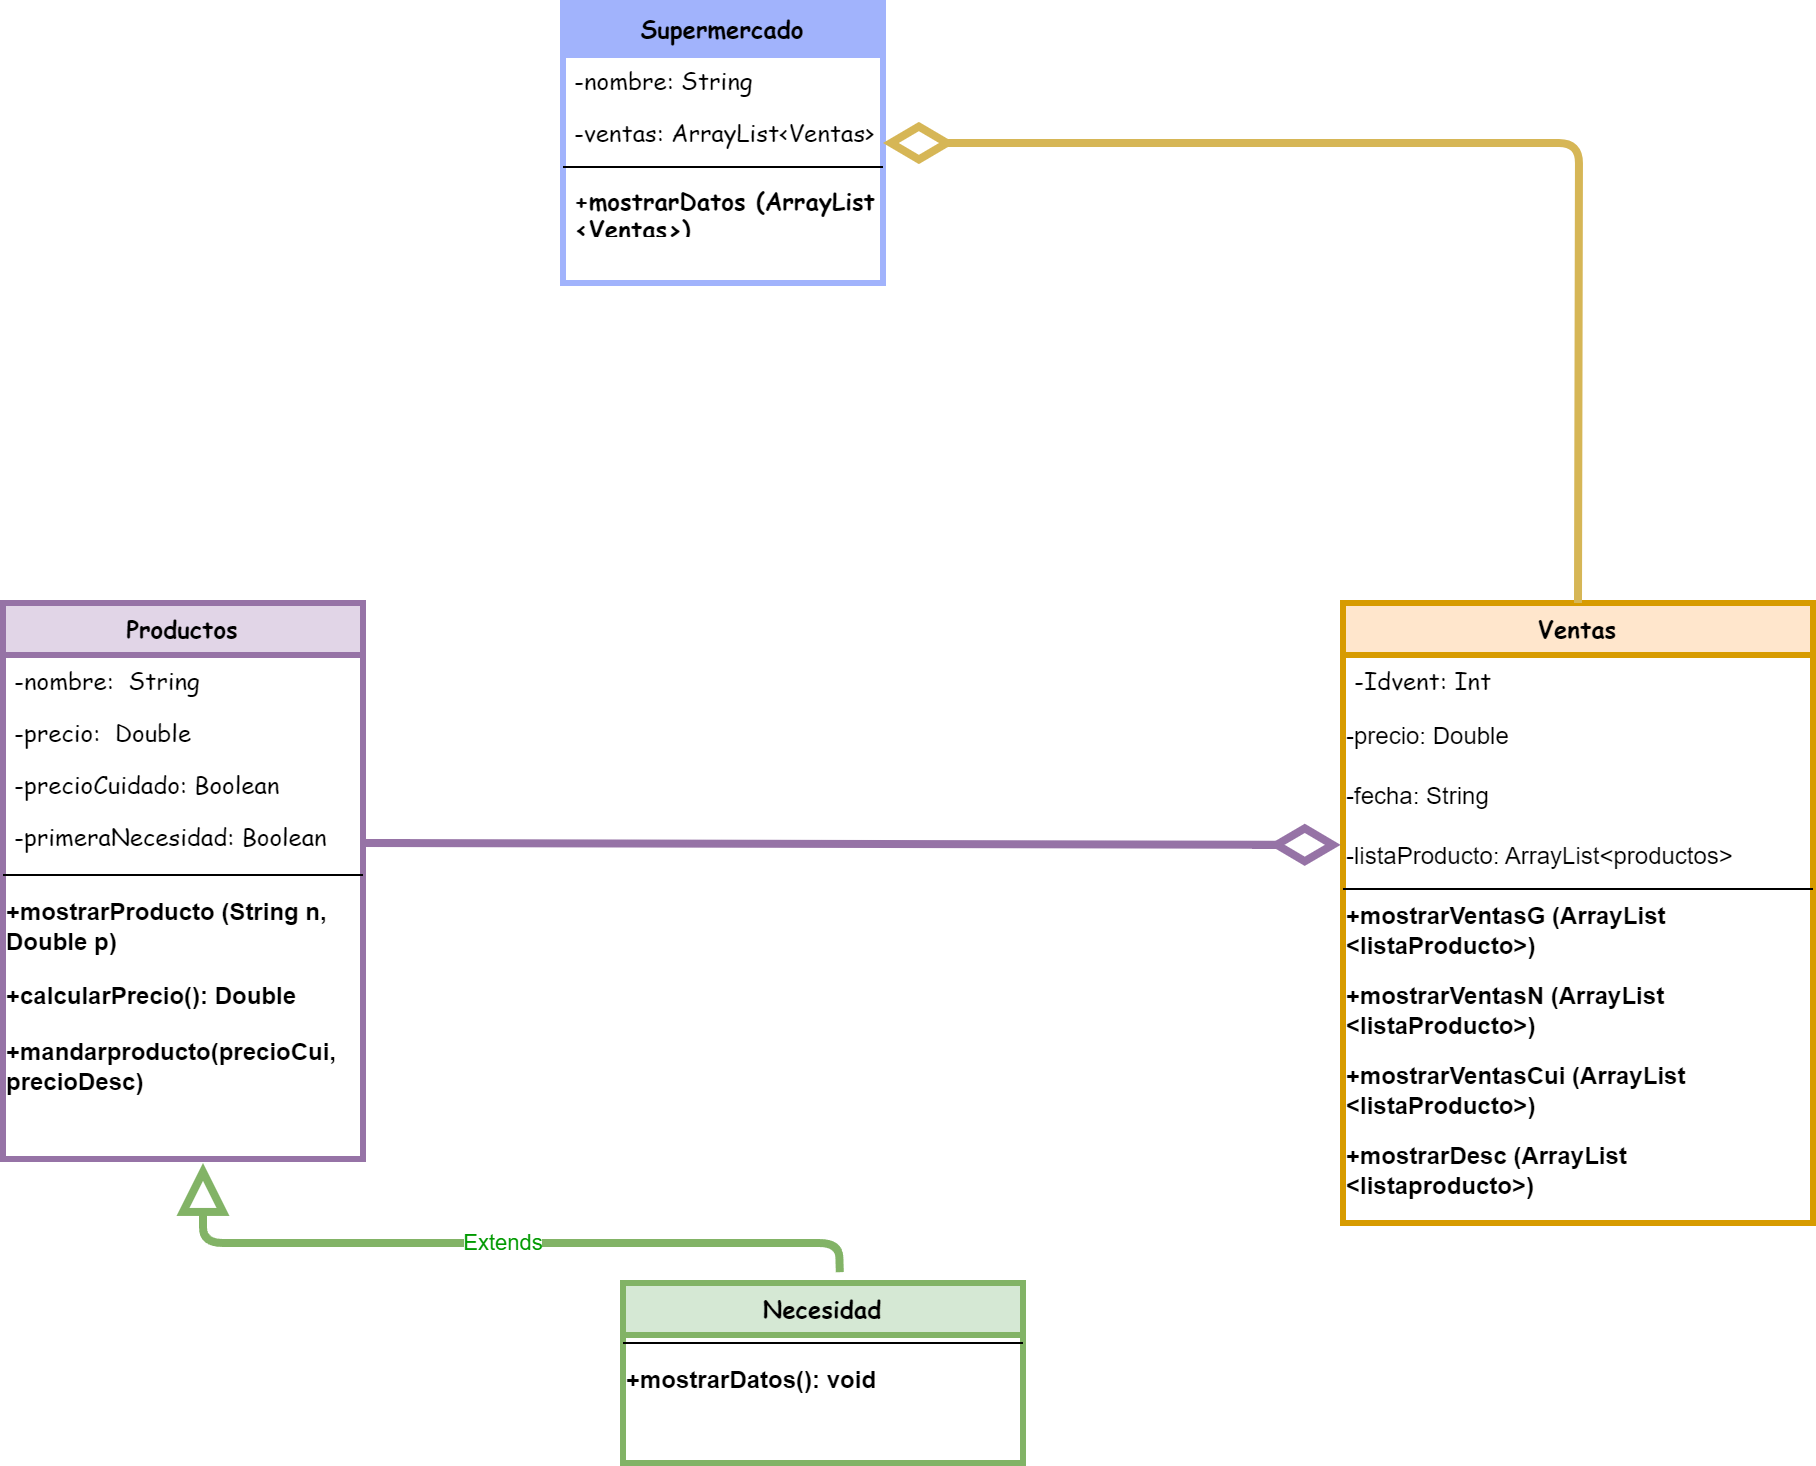 Supermercado
-nombre: String
-ventas: ArrayList<Ventas>
+mostrarDatos (ArrayList
<Ventas>)
Productos
-nombre:  String
-precio:  Double
-precioCuidado: Boolean
-primeraNecesidad: Boolean
+mostrarProducto (String n,
Double p)
+calcularPrecio(): Double
+mandarproducto(precioCui,
precioDesc)
Ventas
-Idvent: Int
-precio: Double
-fecha: String
-listaProducto: ArrayList<productos>
+mostrarVentasG (ArrayList
<listaProducto>)
+mostrarVentasN (ArrayList
<listaProducto>)
+mostrarVentasCui (ArrayList
<listaProducto>)
+mostrarDesc (ArrayList
<listaproducto>)
Extends
Necesidad
+mostrarDatos(): void